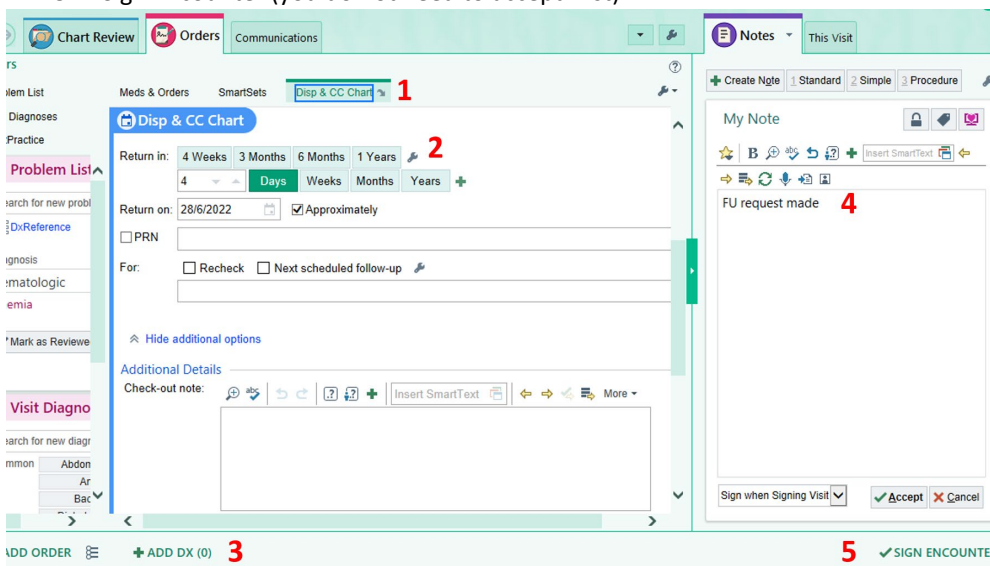 Chart Review
Orders
Communications
Notes
This Visit
Create Note
1 Standard
2 Simple
3 Procedure
Meds & Orders
SmartSets
Disp & CC Chart
1
Diagnoses
Disp & CC Chart
My Note
Return in:
4 Weeks
3 Months
6 Months
1 Years
2
Problem List
4
Days
Weeks
Months
Years
Insert SmartText
Return on:
28/6/2022
Approximately
FU request made
4
DxReference
PRN
For:
Recheck
Next scheduled follow-up
Hide additional options
Additional Details
Check-out note:
Insert SmartText
More
Sign when Signing Visit
Accept
Cancel
ADD DX (0)
3
5